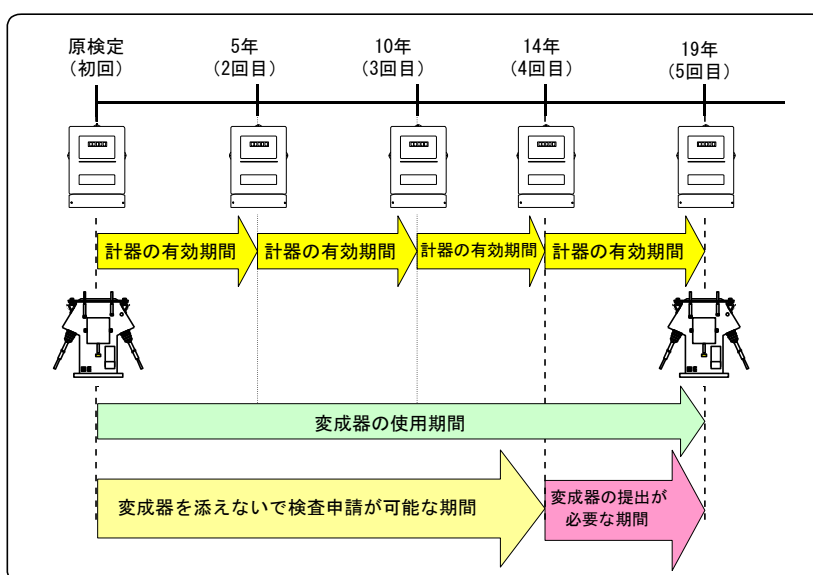 原検定
(初回)
5年
(2回目)
10年
(3回目)
14年
(4回目)
19年
(5回目)
計器の有効期間
計器の有効期間
計器の有効期間
計器の有効期間
変成器の使用期間
変成器を添えないで検査申請が可能な期間
変成器の提出が
必要な期間